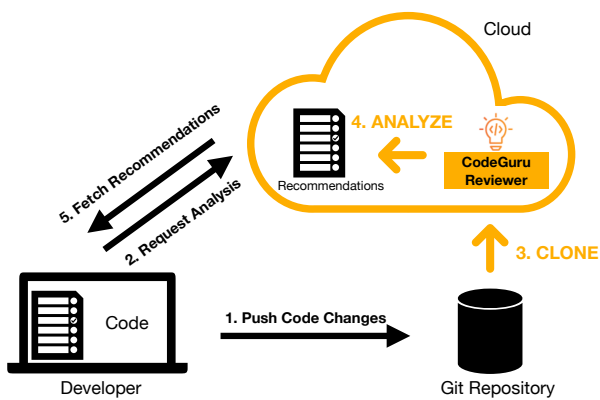 Cloud
4. ANALYZE
CodeGuru
Reviewer
Recommendations
5. Fetch Recommendations
2. Request Analysis
3. CLONE
Code
1. Push Code Changes
Developer
Git Repository